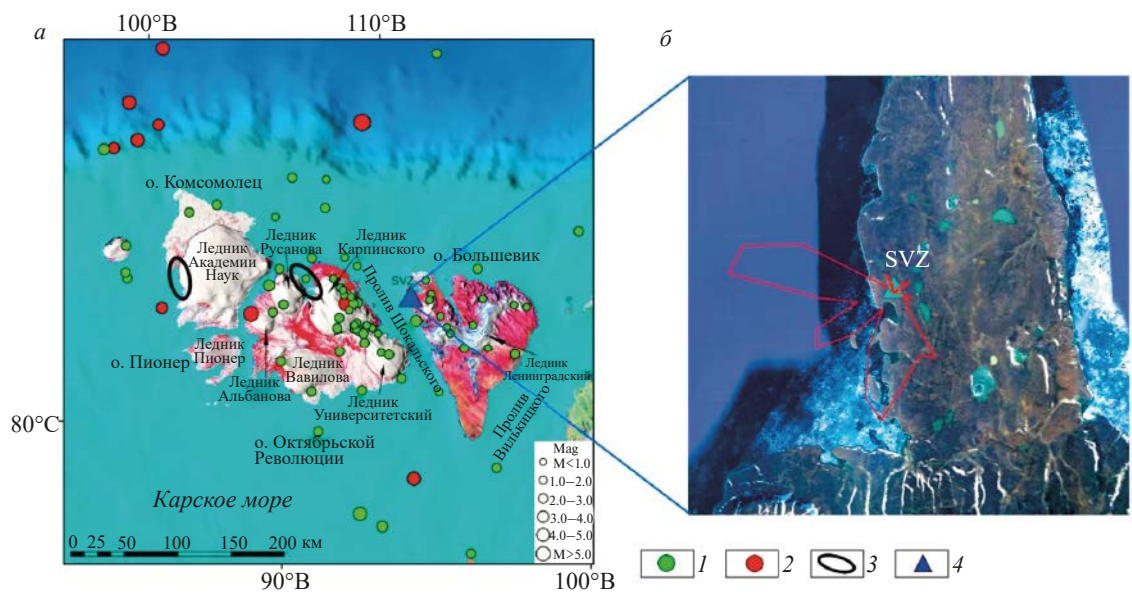 а
100°В
110°В
б
о. Комсомолец
Ледник
Русанова
Ледник
Карпинского
Ледник
Академии
Наук
о. Большевик
SVZ
SVZ
Пролив Шокальского
Ледник
Пионер
о. Пионер
Ледник
Альбанова
Ледник
Вавилова
Ледник
Университетский
Ледник
Ленинградский
Пролив
Вилькицкого
80°С
о. Октябрьской
Революции
Карское море
Mag
M<1.0
1.0–2.0
2.0–3.0
3.0–4.0
4.0–5.0
M>5.0
0 25 50 100 150 200 км
90°В
100°В
1
2
3
4